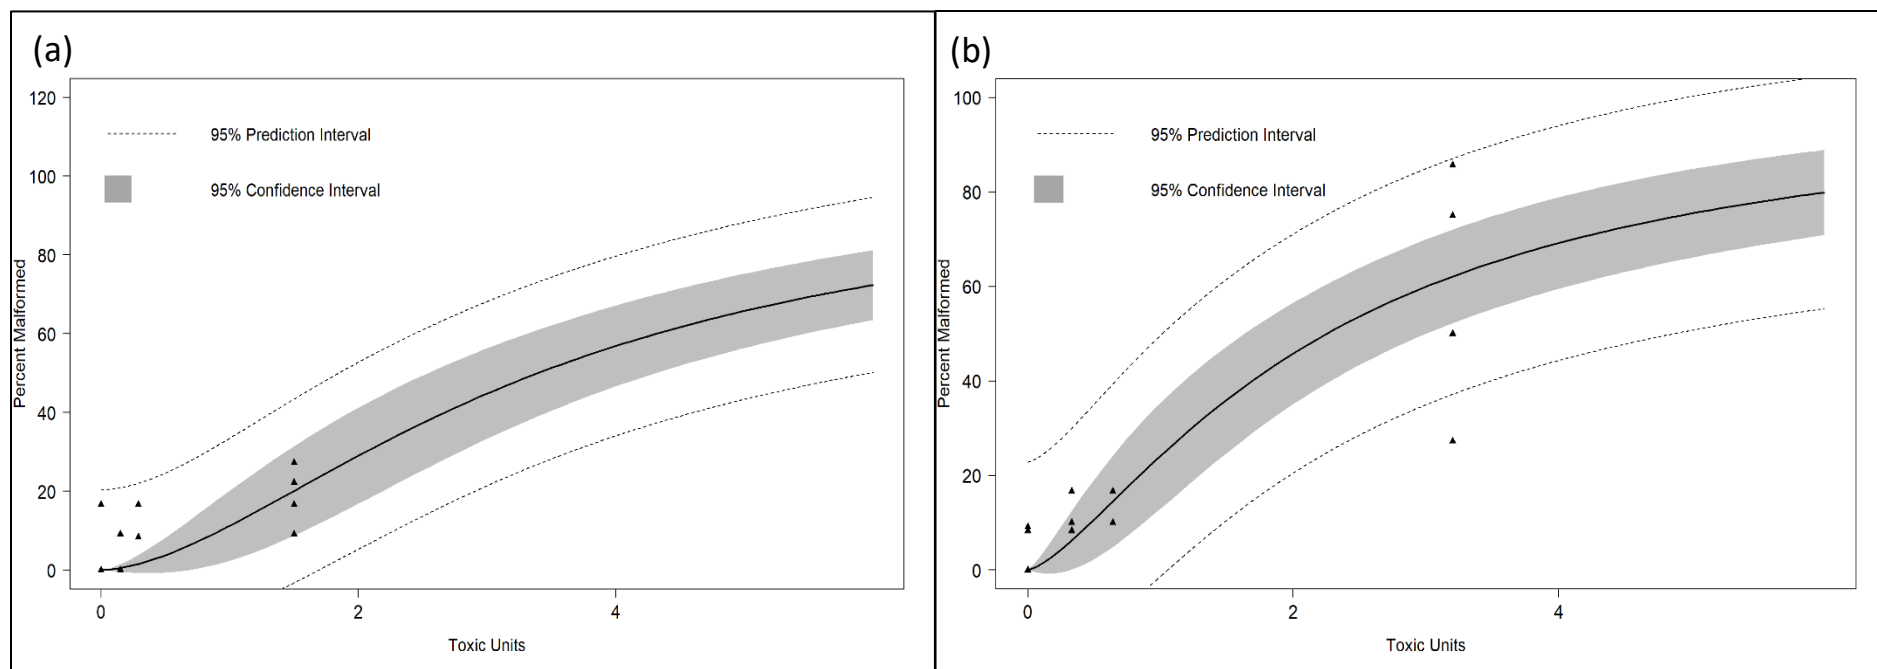 (a)
120
100
80
60
40
20
0
Percent Malformed
95% Prediction Interval
95% Confidence Interval
0 2 4
Toxic Units
(b)
100
80
60
40
20
0
Percent Malformed
95% Prediction Interval
95% Confidence Interval
0 2 4
Toxic Units